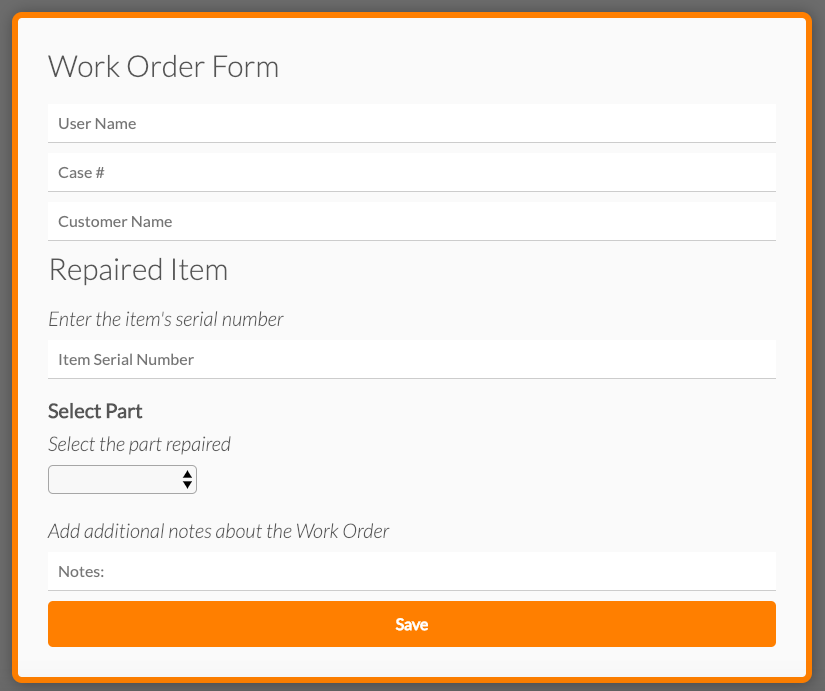 Work Order Form
User Name
Case #
Customer Name
Repaired Item
Enter the item's serial number
Item Serial Number
Select Part
Select the part repaired
Add additional notes about the Work Order
Notes:
Save